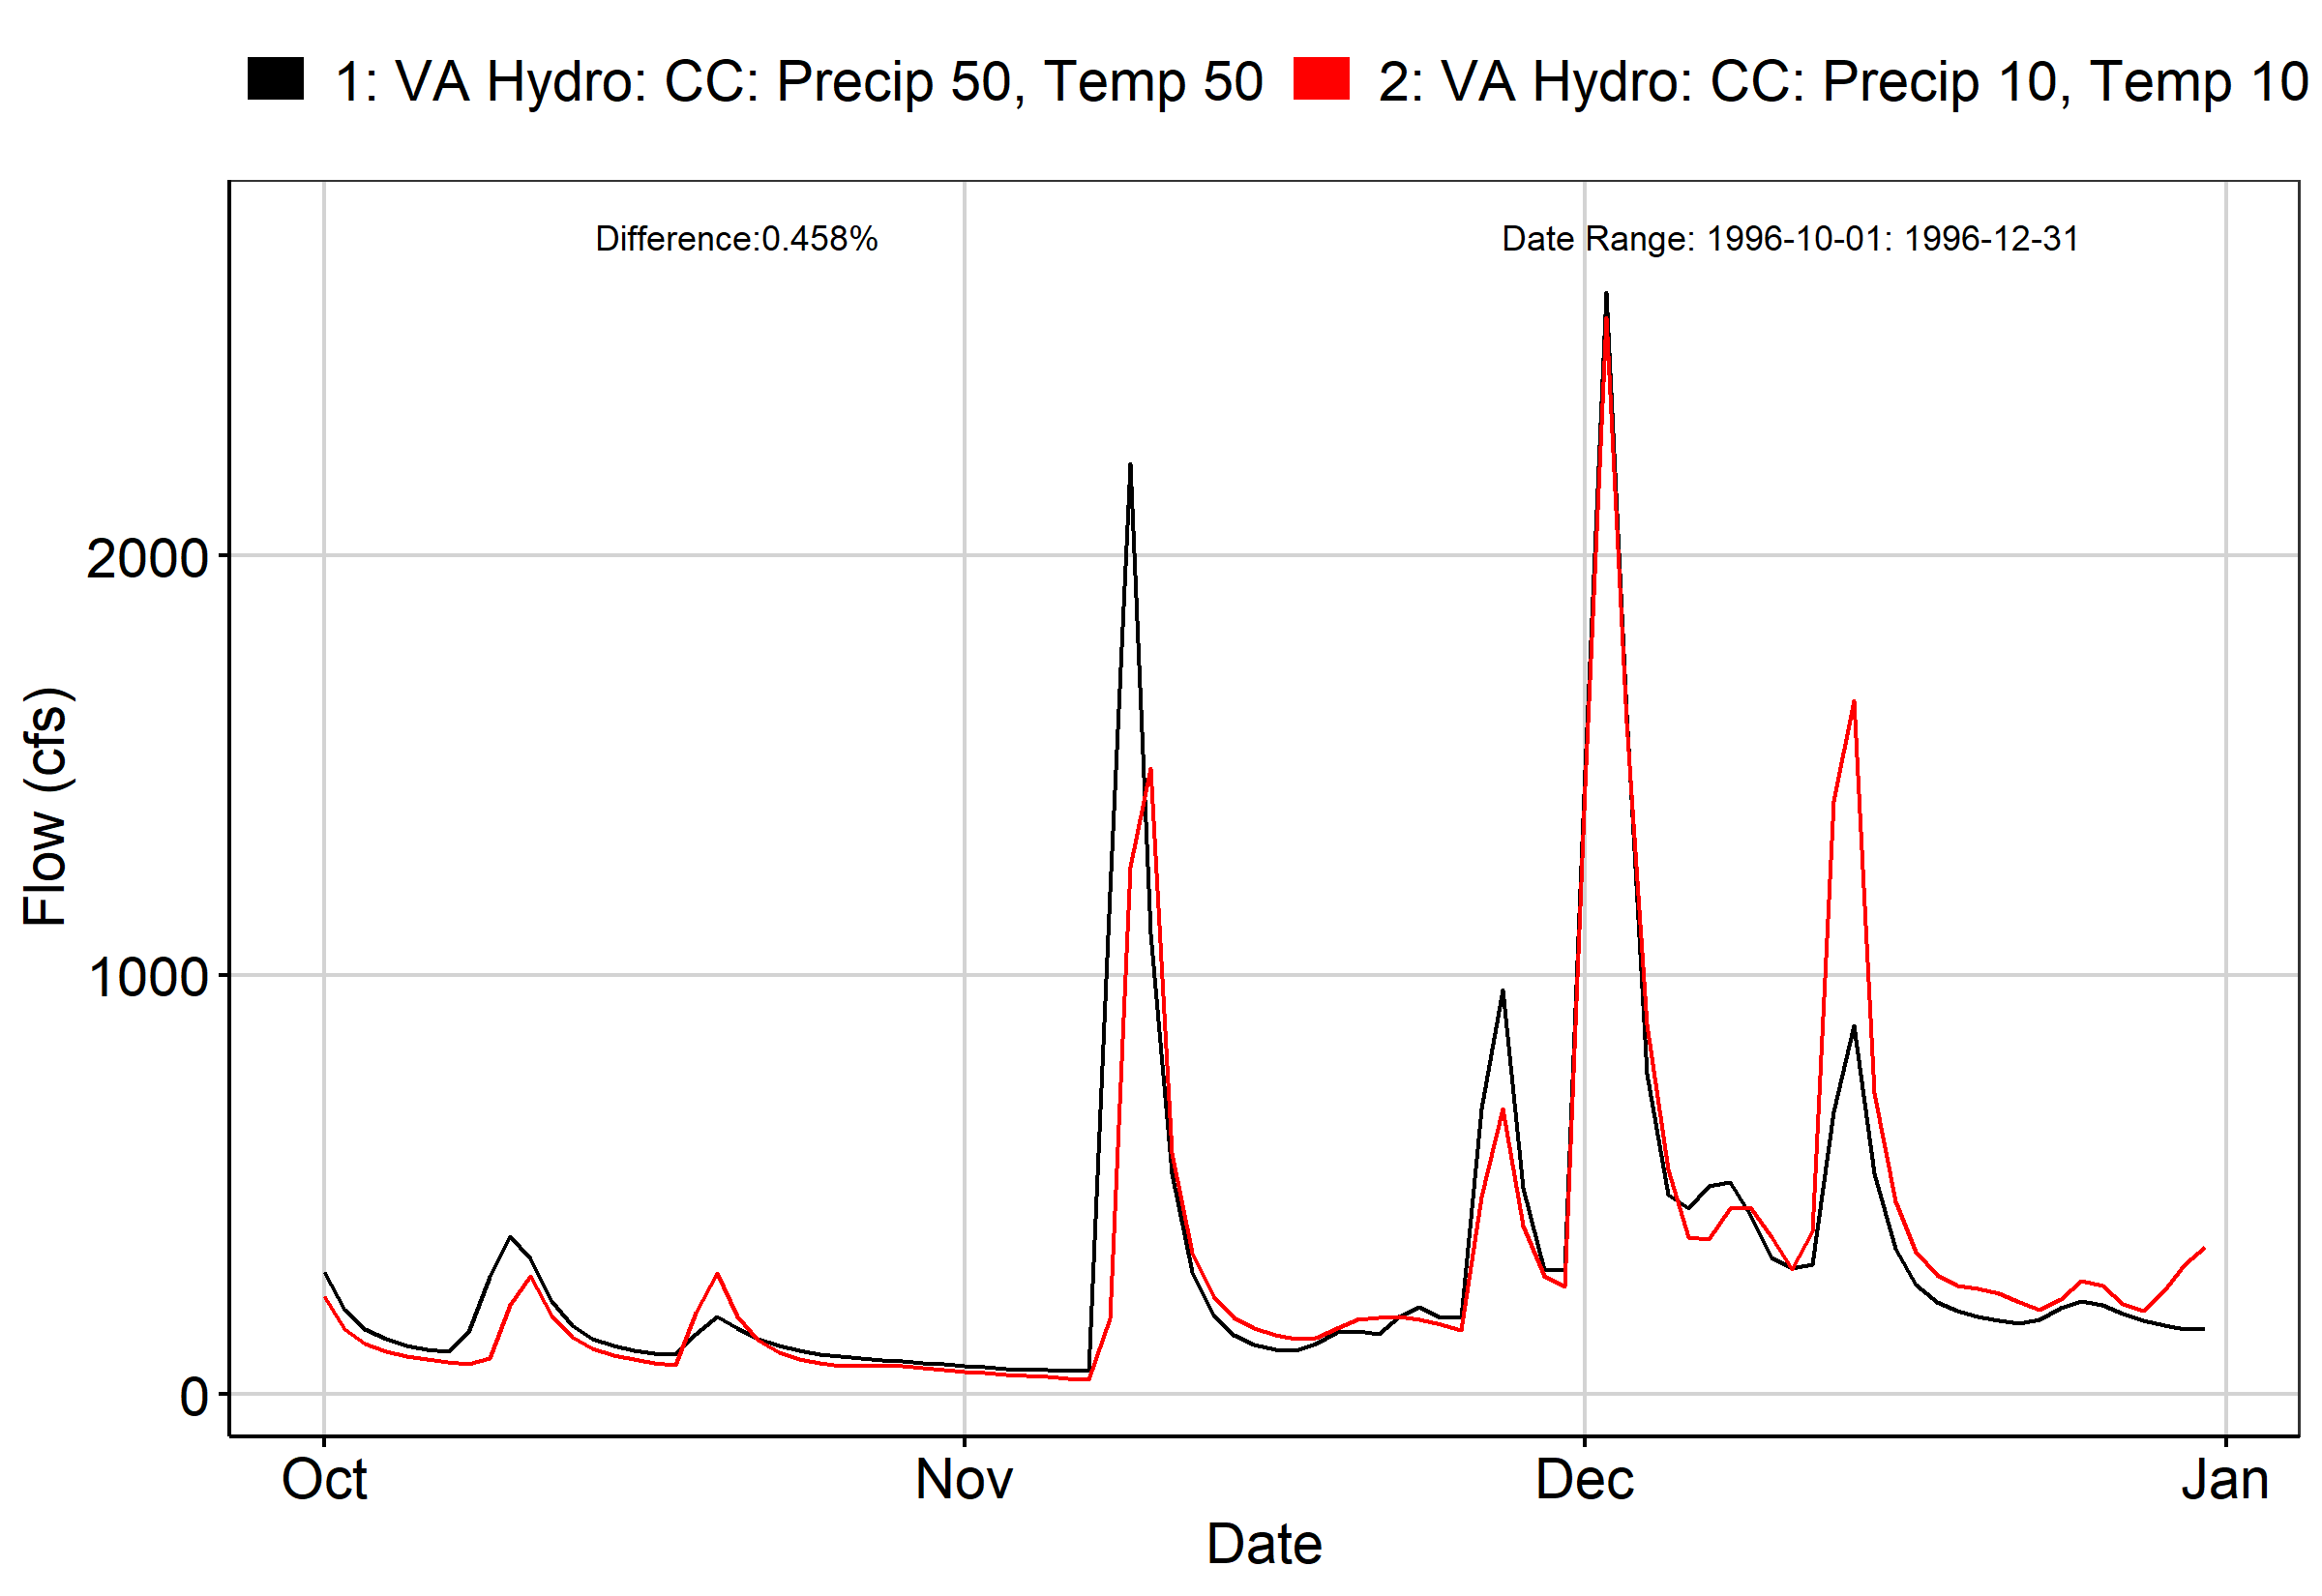 1: VA Hydro: CC: Precip 50, Temp 50 2: VA Hydro: CC: Precip 10, Temp 10
Difference:0.458% Date Range: 1996-10-01: 1996-12-31
2000
1000
0
Flow (cfs)
Oct Nov Dec Jan
Date